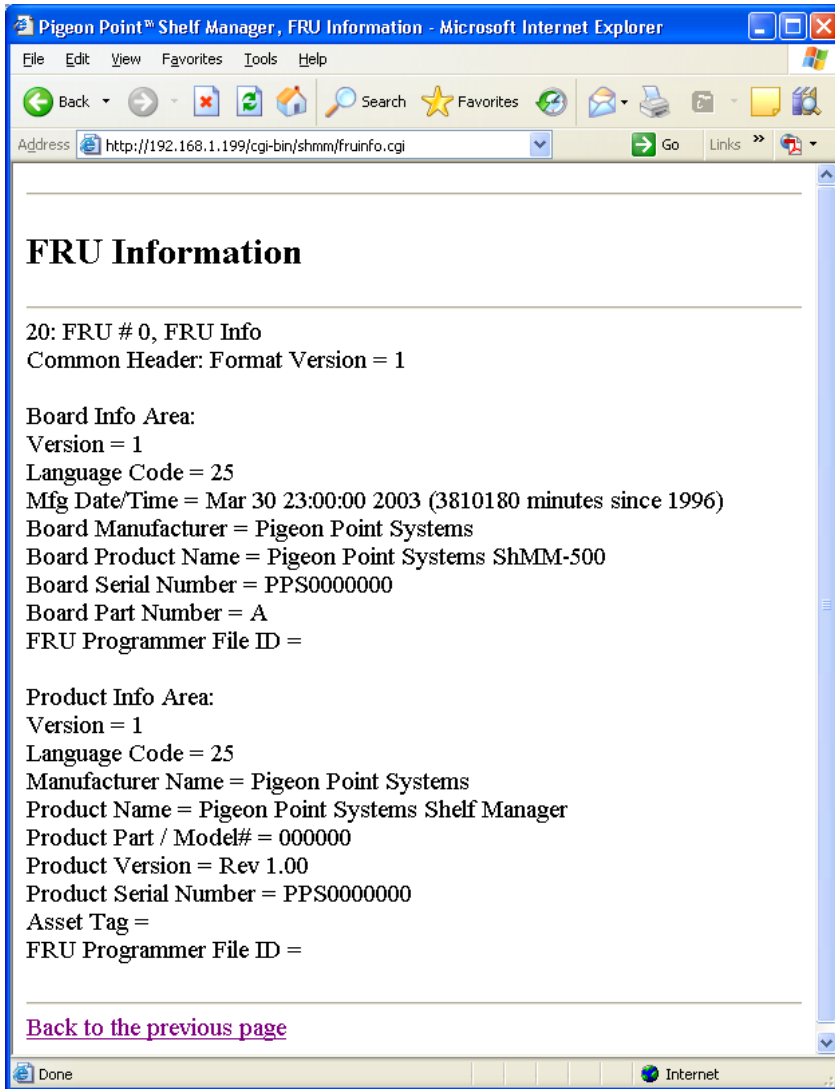 Pigeon Point™ Shelf Manager, FRU Information - Microsoft Internet Explorer
File Edit View Favorites Tools Help
Back Search Favorites
Address http://192.168.1.199/cgi-bin/shmm/fruinfo.cgi Go Links »
FRU Information
20: FRU # 0, FRU Info
Common Header: Format Version = 1
Board Info Area:
Version = 1
Language Code = 25
Mfg Date/Time = Mar 30 23:00:00 2003 (3810180 minutes since 1996)
Board Manufacturer = Pigeon Point Systems
Board Product Name = Pigeon Point Systems ShMM-500
Board Serial Number = PPS0000000
Board Part Number = A
FRU Programmer File ID =
Product Info Area:
Version = 1
Language Code = 25
Manufacturer Name = Pigeon Point Systems
Product Name = Pigeon Point Systems Shelf Manager
Product Part / Model# = 000000
Product Version = Rev 1.00
Product Serial Number = PPS0000000
Asset Tag =
FRU Programmer File ID =
Back to the previous page
Done Internet